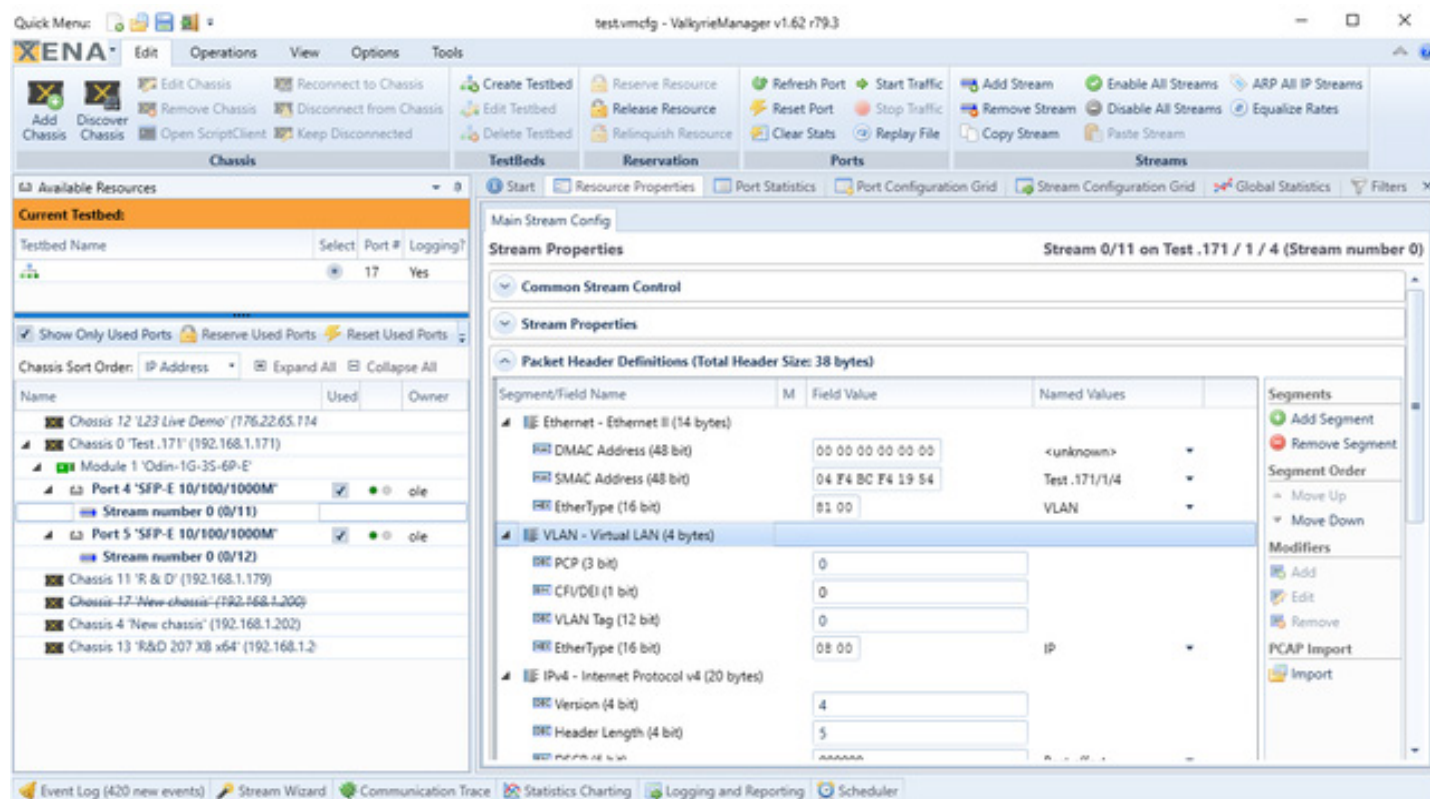 Quick Menu:
test.vmcfg - ValkyrieManager v1.62 r79.3
XENA Edit Operations View Options Tools
Add Chassis
Discover Chassis
Edit Chassis
Remove Chassis
Open ScriptClient
Reconnect to Chassis
Disconnect from Chassis
Keep Disconnected
Chassis
Create Testbed
Edit Testbed
Delete Testbed
TestBeds
Reserve Resource
Release Resource
Relinquish Resource
Reservation
Refresh Port
Reset Port
Clear Stats
Start Traffic
Stop Traffic
Replay File
Ports
Add Stream
Remove Stream
Copy Stream
Enable All Streams
Disable All Streams
Paste Stream
ARP All IP Streams
Equalize Rates
Streams
Available Resources
Current Testbed:
Testbed Name Select Port # Logging?
17 Yes
Show Only Used Ports Reserve Used Ports Reset Used Ports
Chassis Sort Order: IP Address Expand All Collapse All
Name Used Owner
Chassis 12 'L23 Live Demo' (176.22.65.114
Chassis 0 'Test .171' (192.168.1.171)
Module 1 'Odin-1G-3S-6P-E'
Port 4 'SFP-E 10/100/1000M' ole
Stream number 0 (0/11)
Port 5 'SFP-E 10/100/1000M' ole
Stream number 0 (0/12)
Chassis 11 'R & D' (192.168.1.179)
Chassis 17 'New chassis' (192.168.1.200)
Chassis 4 'New chassis' (192.168.1.202)
Chassis 13 'R&D 207 XB x64' (192.168.1.2
Start Resource Properties Port Statistics Port Configuration Grid Stream Configuration Grid Global Statistics Filters
Main Stream Config
Stream Properties Stream 0/11 on Test .171 / 1 / 4 (Stream number 0)
Common Stream Control
Stream Properties
Packet Header Definitions (Total Header Size: 38 bytes)
Segment/Field Name M Field Value Named Values
Ethernet - Ethernet II (14 bytes)
DMAC Address (48 bit) 00 00 00 00 00 00 <unknown>
SMAC Address (48 bit) 04 F4 BC F4 19 54 Test .171/1/4
EtherType (16 bit) 81 00 VLAN
VLAN - Virtual LAN (4 bytes)
PCP (3 bit) 0
CFI/DEI (1 bit) 0
VLAN Tag (12 bit) 0
EtherType (16 bit) 08 00 IP
IPv4 - Internet Protocol v4 (20 bytes)
Version (4 bit) 4
Header Length (4 bit) 5
Segments
Add Segment
Remove Segment
Segment Order
Move Up
Move Down
Modifiers
Add
Edit
Remove
PCAP Import
Import
Event Log (420 new events) Stream Wizard Communication Trace Statistics Charting Logging and Reporting Scheduler